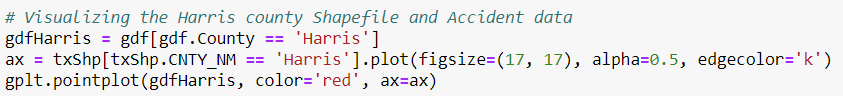 # Visualizing the Harris county Shapefile and Accident data
gdfHarris = gdf[gdf.County == 'Harris']
ax = txShp[txShp.CNTY_NM == 'Harris'].plot(figsize=(17, 17), alpha=0.5, edgecolor='k')
gplt.pointplot(gdfHarris, color='red', ax=ax)